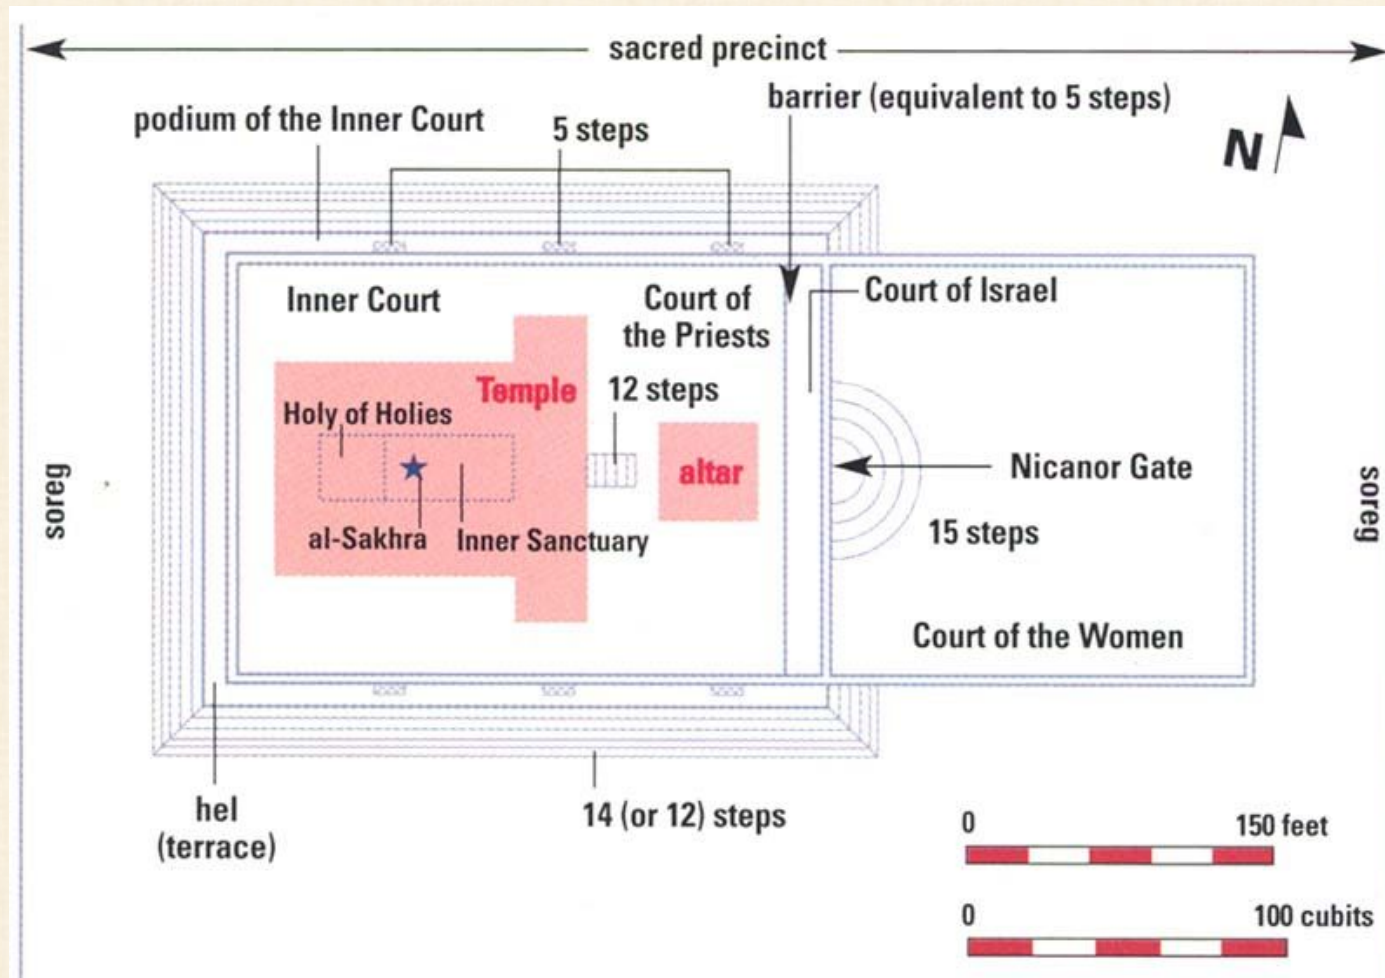 sacred precinct
barrier (equivalent to 5 steps)
podium of the Inner Court
5 steps
N
Inner Court
Court of
the Priests
Court of Israel
Temple
12 steps
Holy of Holies
altar
Nicanor Gate
soreg
soreg
al-Sakhra
Inner Sanctuary
15 steps
Court of the Women
hel
(terrace)
14 (or 12) steps
0
150 feet
0
100 cubits